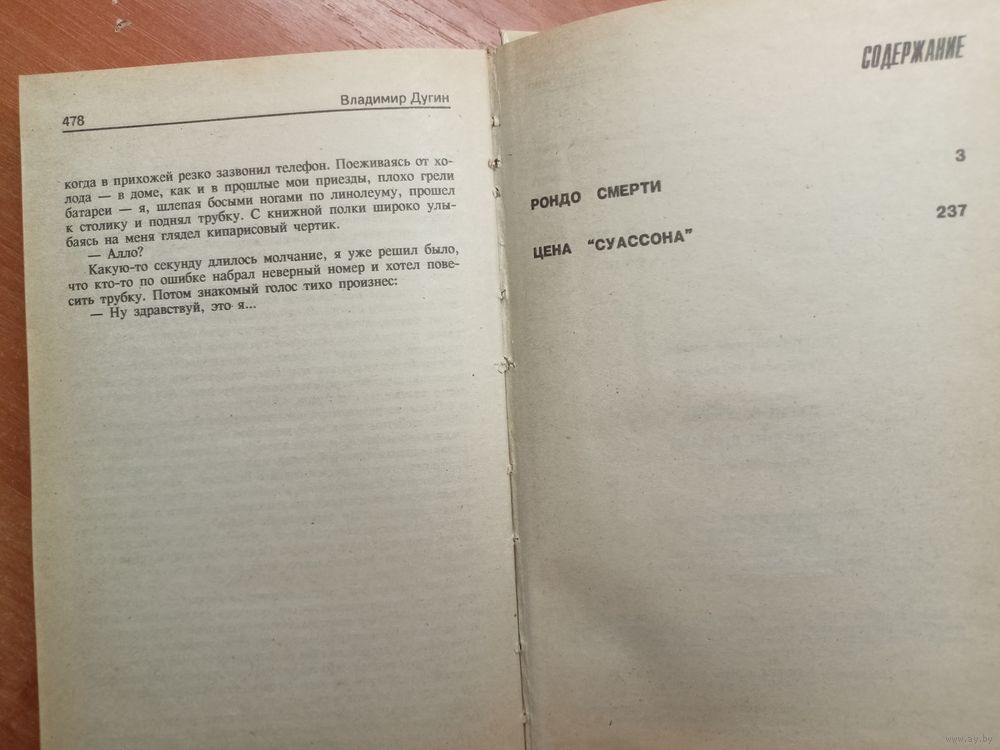 478
Владимир Дугин
когда в прихожей резко зазвонил телефон. Поеживаясь от хо-
лода — в доме, как и в прошлые мои приезды, плохо грели
батареи — я, шлепая босыми ногами по линолеуму, прошел
к столику и поднял трубку. С книжной полки широко улы-
баясь на меня глядел кипарисовый чертик.
— Алло?
Какую-то секунду длилось молчание, я уже решил было,
что кто-то по ошибке набрал неверный номер и хотел пове-
сить трубку. Потом знакомый голос тихо произнес:
— Ну здравствуй, это я...
СОДЕРЖАНИЕ
РОНДО СМЕРТИ 3
ЦЕНА "СУАССОНА" 237
www.ay.by